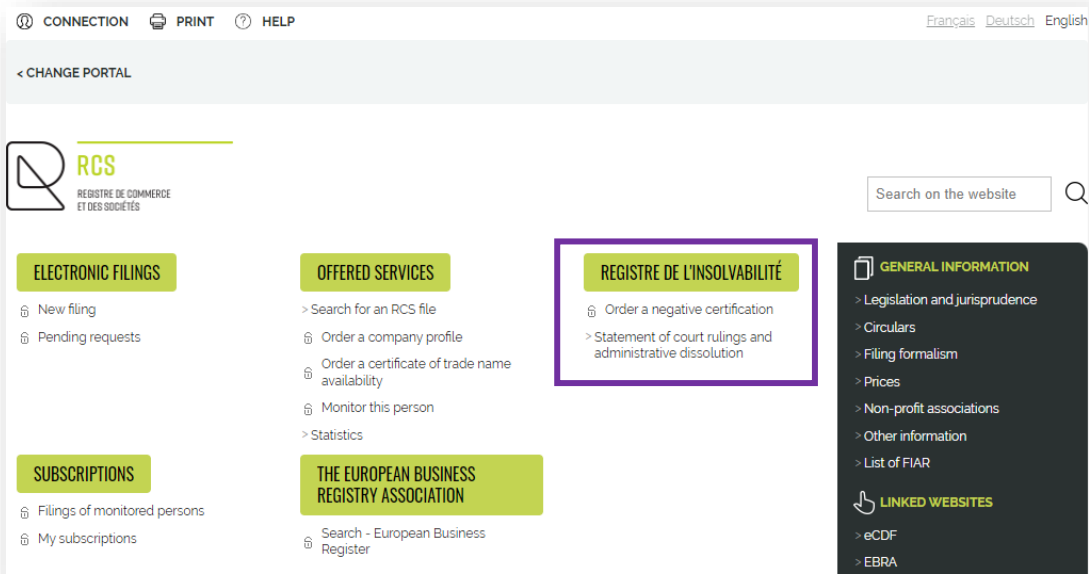 CONNECTION PRINT HELP Français Deutsch English
< CHANGE PORTAL
RCS
REGISTRE DE COMMERCE
ET DES SOCIÉTÉS
Search on the website
ELECTRONIC FILINGS
New filing
Pending requests
OFFERED SERVICES
> Search for an RCS file
Order a company profile
Order a certificate of trade name
availability
Monitor this person
> Statistics
REGISTRE DE L'INSOLVABILITÉ
Order a negative certification
> Statement of court rulings and
administrative dissolution
SUBSCRIPTIONS
Filings of monitored persons
My subscriptions
THE EUROPEAN BUSINESS
REGISTRY ASSOCIATION
Search - European Business
Register
GENERAL INFORMATION
> Legislation and jurisprudence
> Circulars
> Filing formalism
> Prices
> Non-profit associations
> Other information
> List of FIAR
LINKED WEBSITES
> eCDF
> EBRA